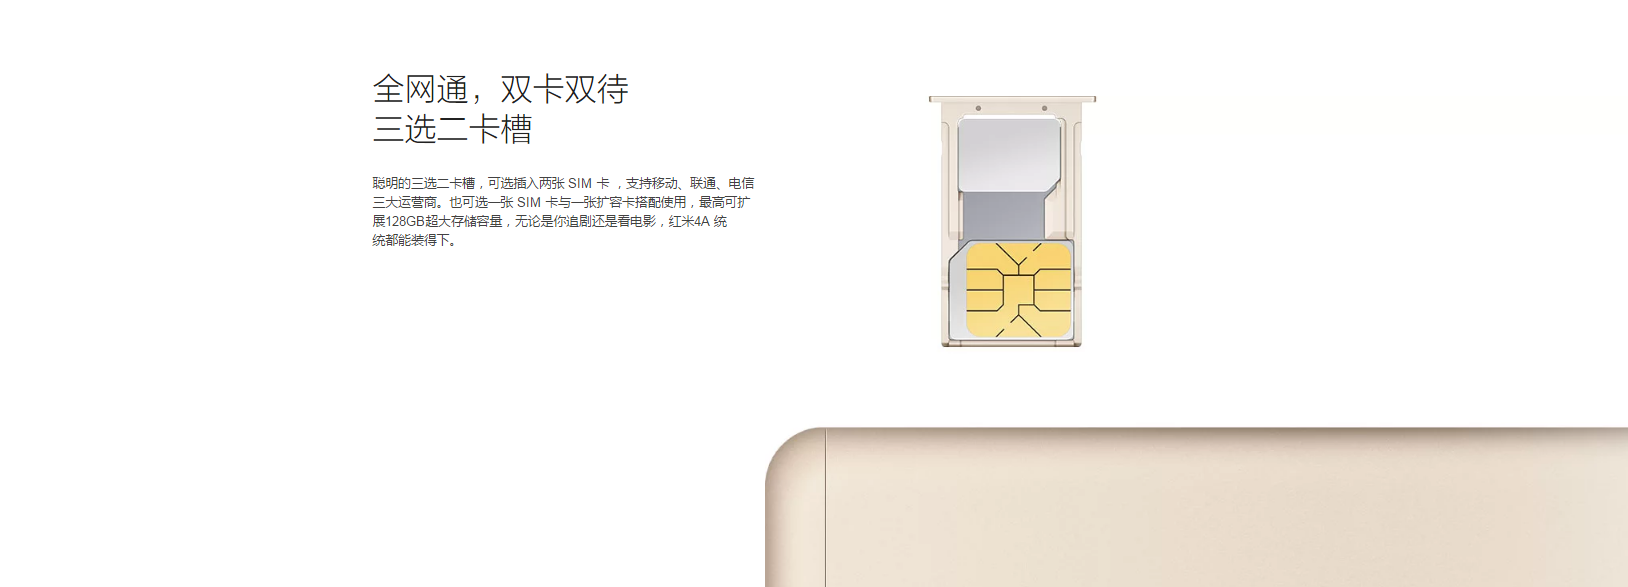 全网通，双卡双待
三选二卡槽
聪明的三选二卡槽，可选插入两张 SIM 卡 ，支持移动、联通、电信
三大运营商。也可选一张 SIM 卡与一张扩容卡搭配使用，最高可扩
展128GB超大存储容量，无论是你追剧还是看电影，红米4A 统
统都能装得下。